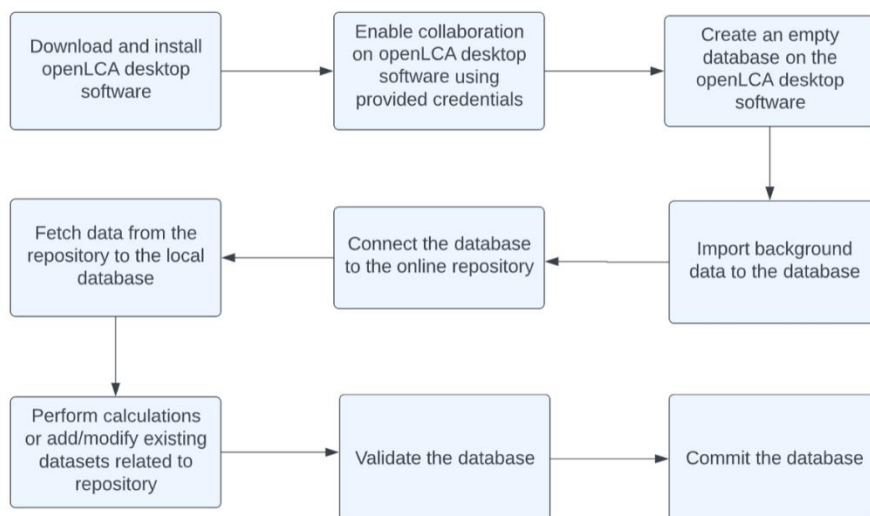 Download and install
openLCA desktop
software
Enable collaboration
on openLCA desktop
software using
provided credentials
Create an empty
database on the
openLCA desktop
software
Import background
data to the database
Connect the database
to the online repository
Fetch data from the
repository to the local
database
Perform calculations
or add/modify existing
datasets related to
repository
Validate the database
Commit the database